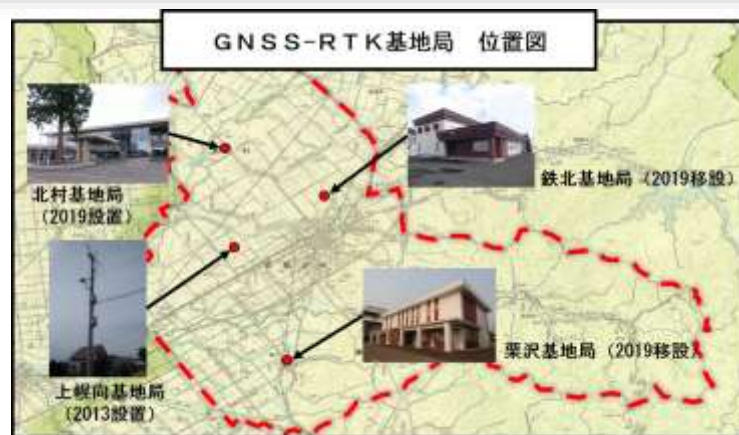 GNSS-RTK基地局　位置図
北村基地局
(2019設置)
鉄北基地局 (2019移設)
上幌向基地局
(2013設置)
栗沢基地局 (2019移設)